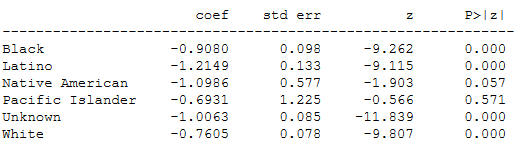 coef std err z P>|z|
Black -0.9080 0.098 -9.262 0.000
Latino -1.2149 0.133 -9.115 0.000
Native American -1.0986 0.577 -1.903 0.057
Pacific Islander -0.6931 1.225 -0.566 0.571
Unknown -1.0063 0.085 -11.839 0.000
White -0.7605 0.078 -9.807 0.000